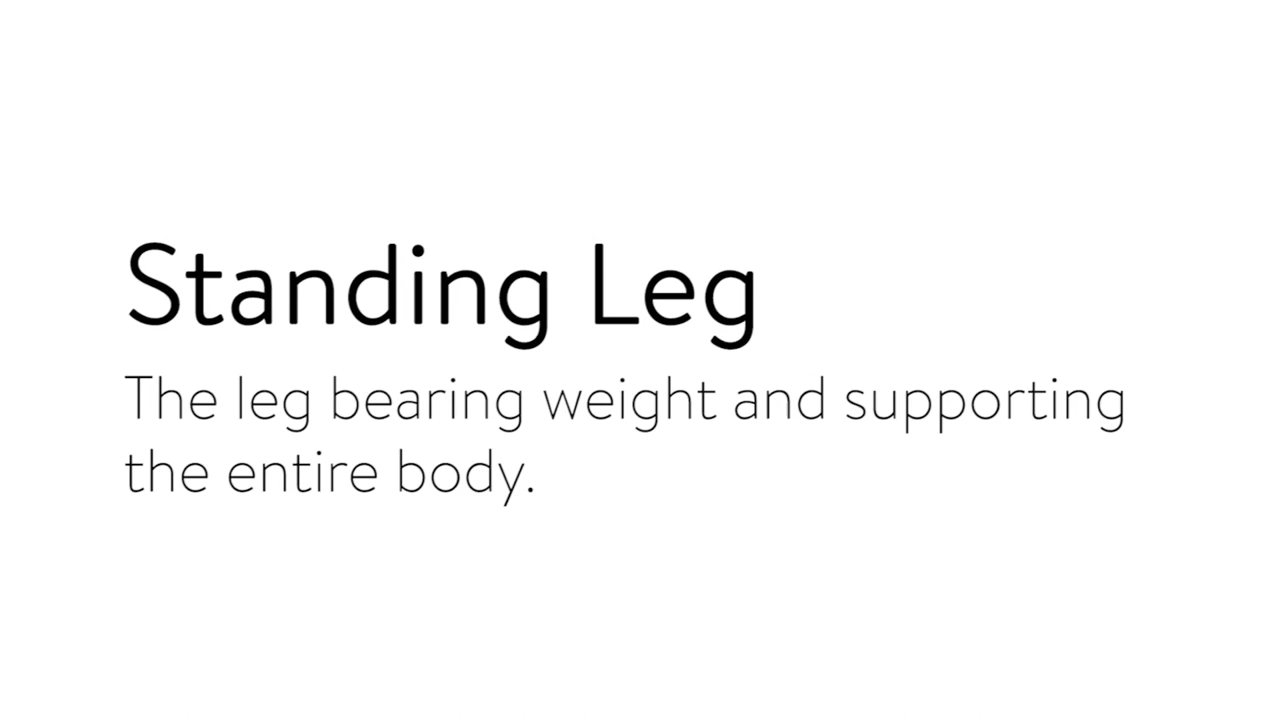 Standing Leg
The leg bearing weight and supporting
the entire body.